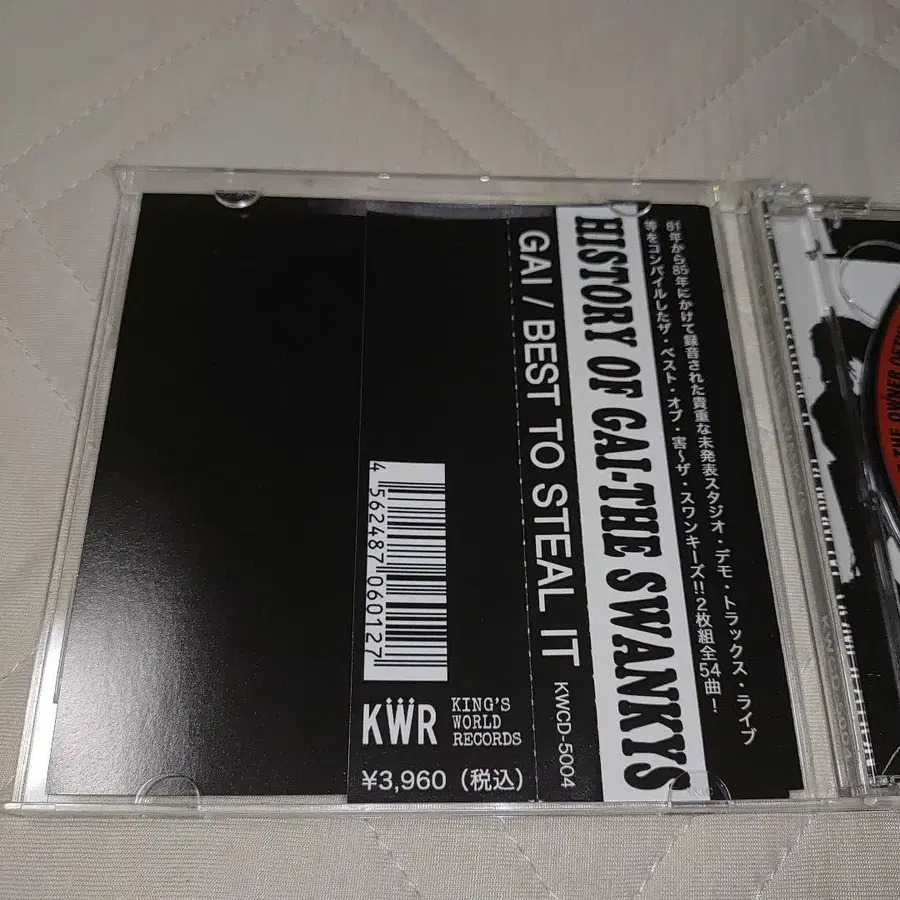 81年から85年にかけて録音された貴重な未発表スタジオ・デモ・トラックス・ライブ
等をコンパイルしたザ・ベスト・オブ・害〜ザ・スワンキーズ!!2枚組全54曲!
HISTORY OF GAI-THE SWANKYS
GAI / BEST TO STEAL IT
KWCD-5004
4 562487 060127
KWR
KING'S
WORLD
RECORDS
¥3,960(税込)
THE OWNER OF